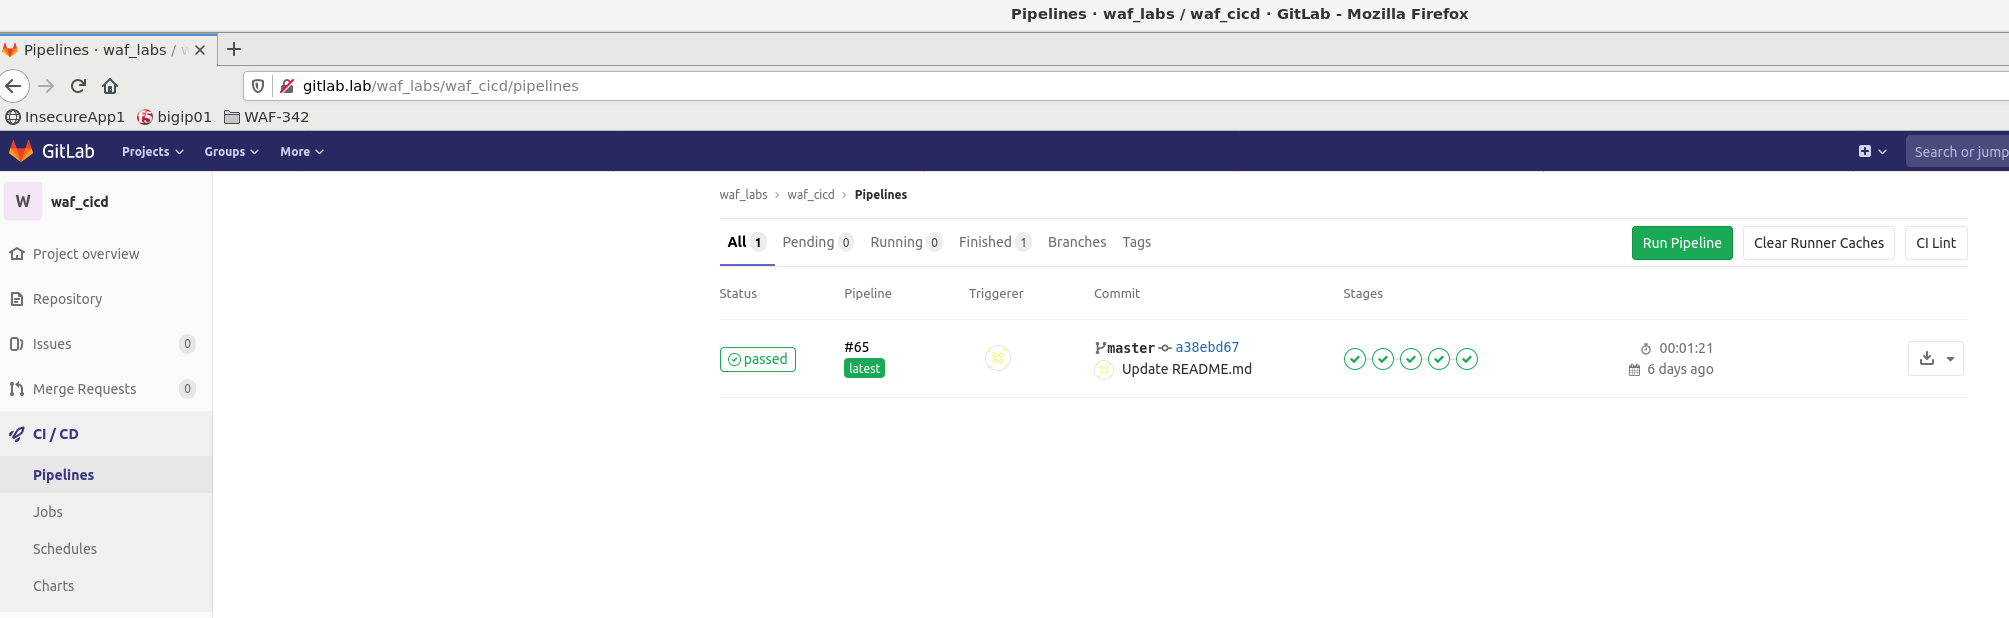 Pipelines · waf_labs / waf_cicd · GitLab - Mozilla Firefox
Pipelines · waf_labs /
gitlab.lab/waf_labs/waf_cicd/pipelines
InsecureApp1 bigip01 WAF-342
GitLab Projects Groups More Search or jump
W waf_cicd
waf_labs › waf_cicd › Pipelines
Project overview
Repository
Issues 0
Merge Requests 0
CI / CD
Pipelines
Jobs
Schedules
Charts
All 1 Pending 0 Running 0 Finished 1 Branches Tags Run Pipeline Clear Runner Caches CI Lint
Status Pipeline Triggerer Commit Stages
passed #65 master a38ebd67 00:01:21
latest Update README.md 6 days ago